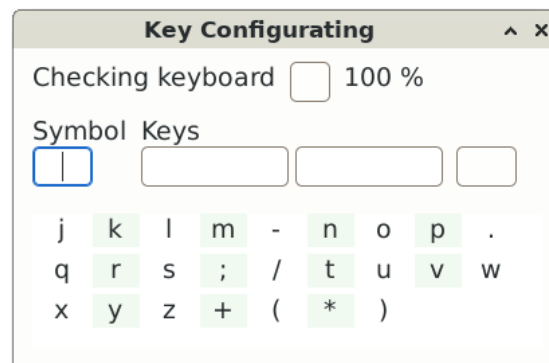 Key Configurating
Checking keyboard 100 %
Symbol Keys
j k l m - n o p .
q r s ; / t u v w
x y z + ( * )